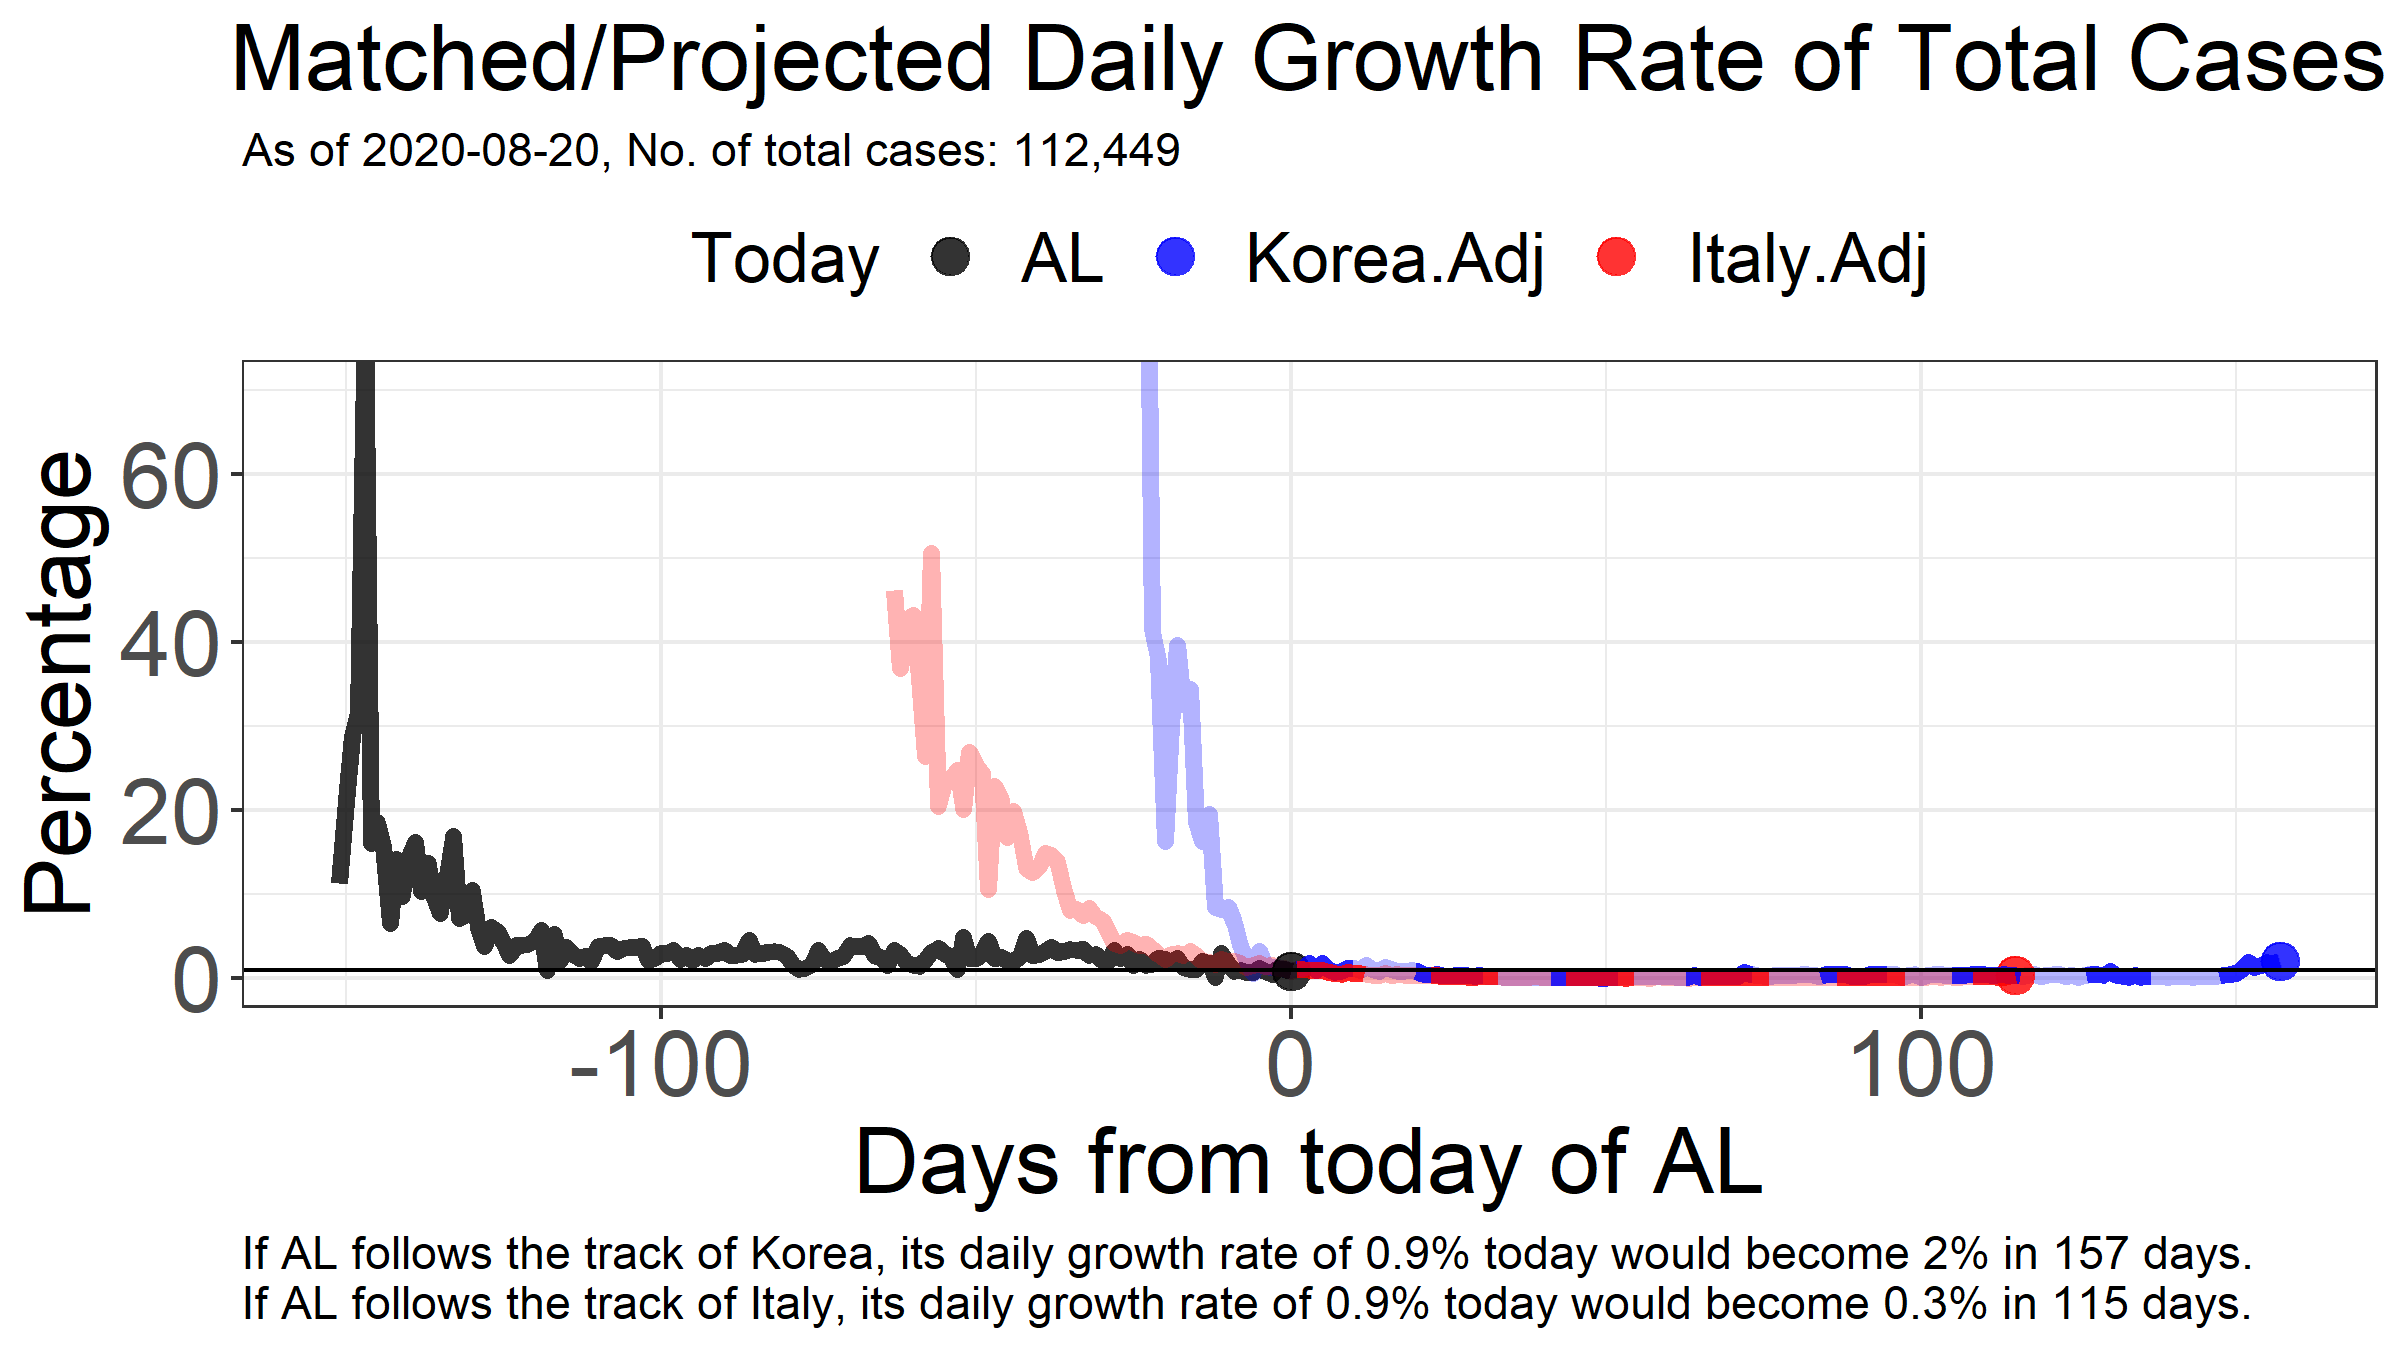 Matched/Projected Daily Growth Rate of Total Cases
As of 2020-08-20, No. of total cases: 112,449
Today AL Korea.Adj Italy.Adj
Percentage
60
40
20
0
-100 0 100
Days from today of AL
If AL follows the track of Korea, its daily growth rate of 0.9% today would become 2% in 157 days.
If AL follows the track of Italy, its daily growth rate of 0.9% today would become 0.3% in 115 days.